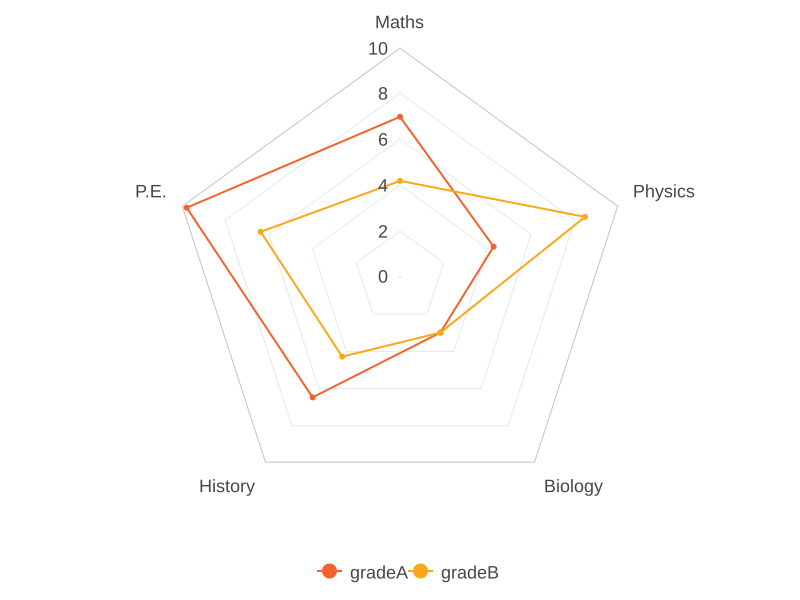 Maths
10
8
6
4
2
0
P.E.
Physics
History
Biology
gradeA
gradeB